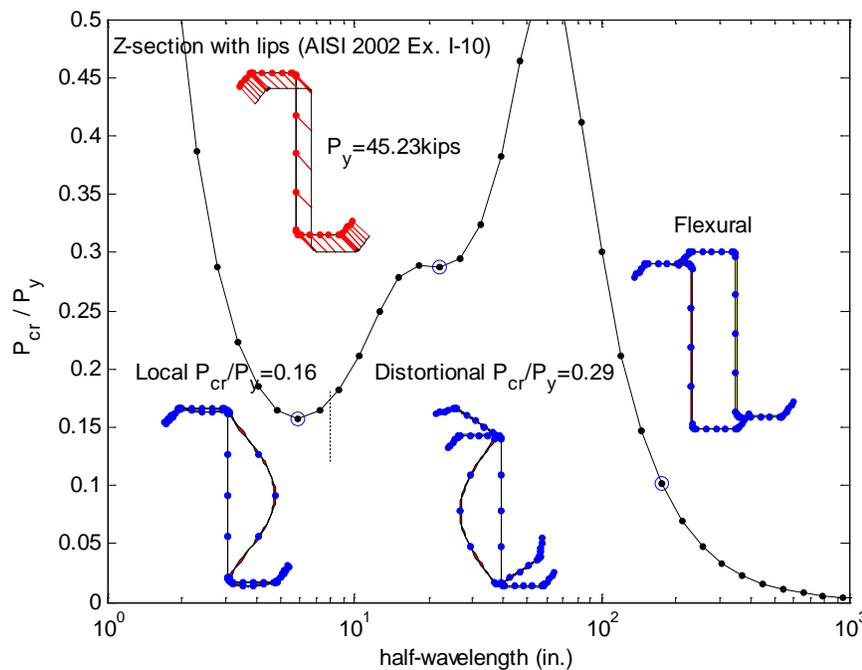 0.5
Z-section with lips (AISI 2002 Ex. I-10)
0.45
0.4
P_y=45.23kips
0.35
0.3
Flexural
0.25
P_cr / P_y
0.2
Local P_cr/P_y=0.16
Distortional P_cr/P_y=0.29
0.15
0.1
0.05
0
10^0
10^1
10^2
10^3
half-wavelength (in.)